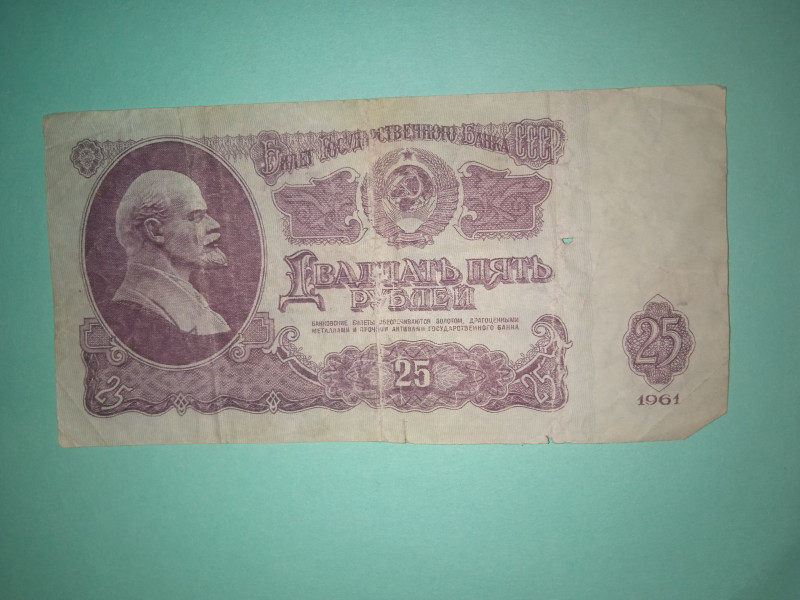 Билет Государственного Банка СССР
Двадцать пять
рублей
БАНКОВСКИЕ БИЛЕТЫ ОБЕСПЕЧИВАЮТСЯ ЗОЛОТОМ, ДРАГОЦЕННЫМИ
МЕТАЛЛАМИ И ПРОЧИМИ АКТИВАМИ ГОСУДАРСТВЕННОГО БАНКА
25
25
25
25
1961